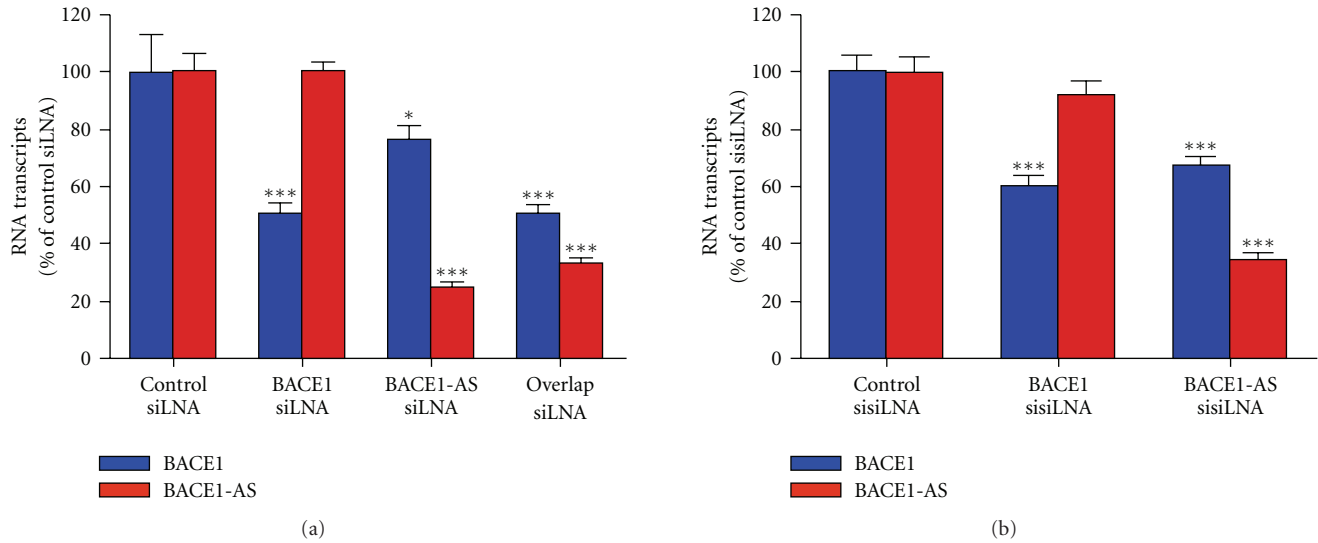 RNA transcripts
(% of control siLNA)
120
100
80
60
40
20
0
***
*
***
***
***
Control
siLNA
BACE1
siLNA
BACE1-AS
siLNA
Overlap
siLNA
BACE1
BACE1-AS
(a)
RNA transcripts
(% of control sisiLNA)
120
100
80
60
40
20
0
***
***
***
Control
sisiLNA
BACE1
sisiLNA
BACE1-AS
sisiLNA
BACE1
BACE1-AS
(b)